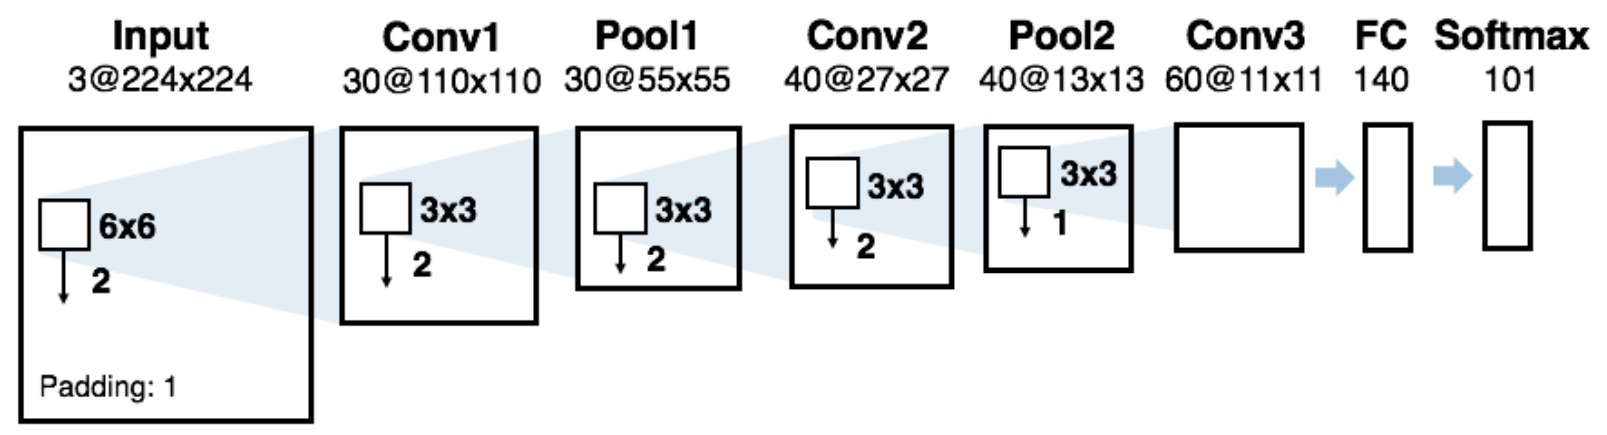 Input
3@224x224
Conv1
30@110x110
Pool1
30@55x55
Conv2
40@27x27
Pool2
40@13x13
Conv3
60@11x11
FC
140
Softmax
101
6x6
2
Padding: 1
3x3
2
3x3
2
3x3
2
3x3
1